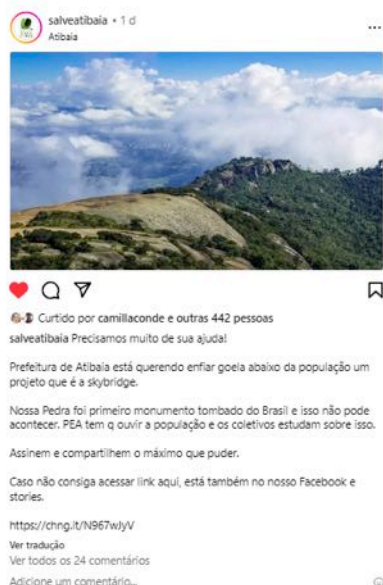 salveatibaia • 1 d
Atibaia
Curtido por camillaconde e outras 442 pessoas
salveatibaia Precisamos muito de sua ajuda!
Prefeitura de Atibaia está querendo enfiar goela abaixo da população um
projeto que é a skybridge.
Nossa Pedra foi primeiro monumento tombado do Brasil e isso não pode
acontecer. PEA tem q ouvir a população e os coletivos estudam sobre isso.
Assinem e compartilhem o máximo que puder.
Caso não consiga acessar link aqui, está também no nosso Facebook e
stories.
https://chng.it/N967wJyV
Ver tradução
Ver todos os 24 comentários
Adicione um comentário...